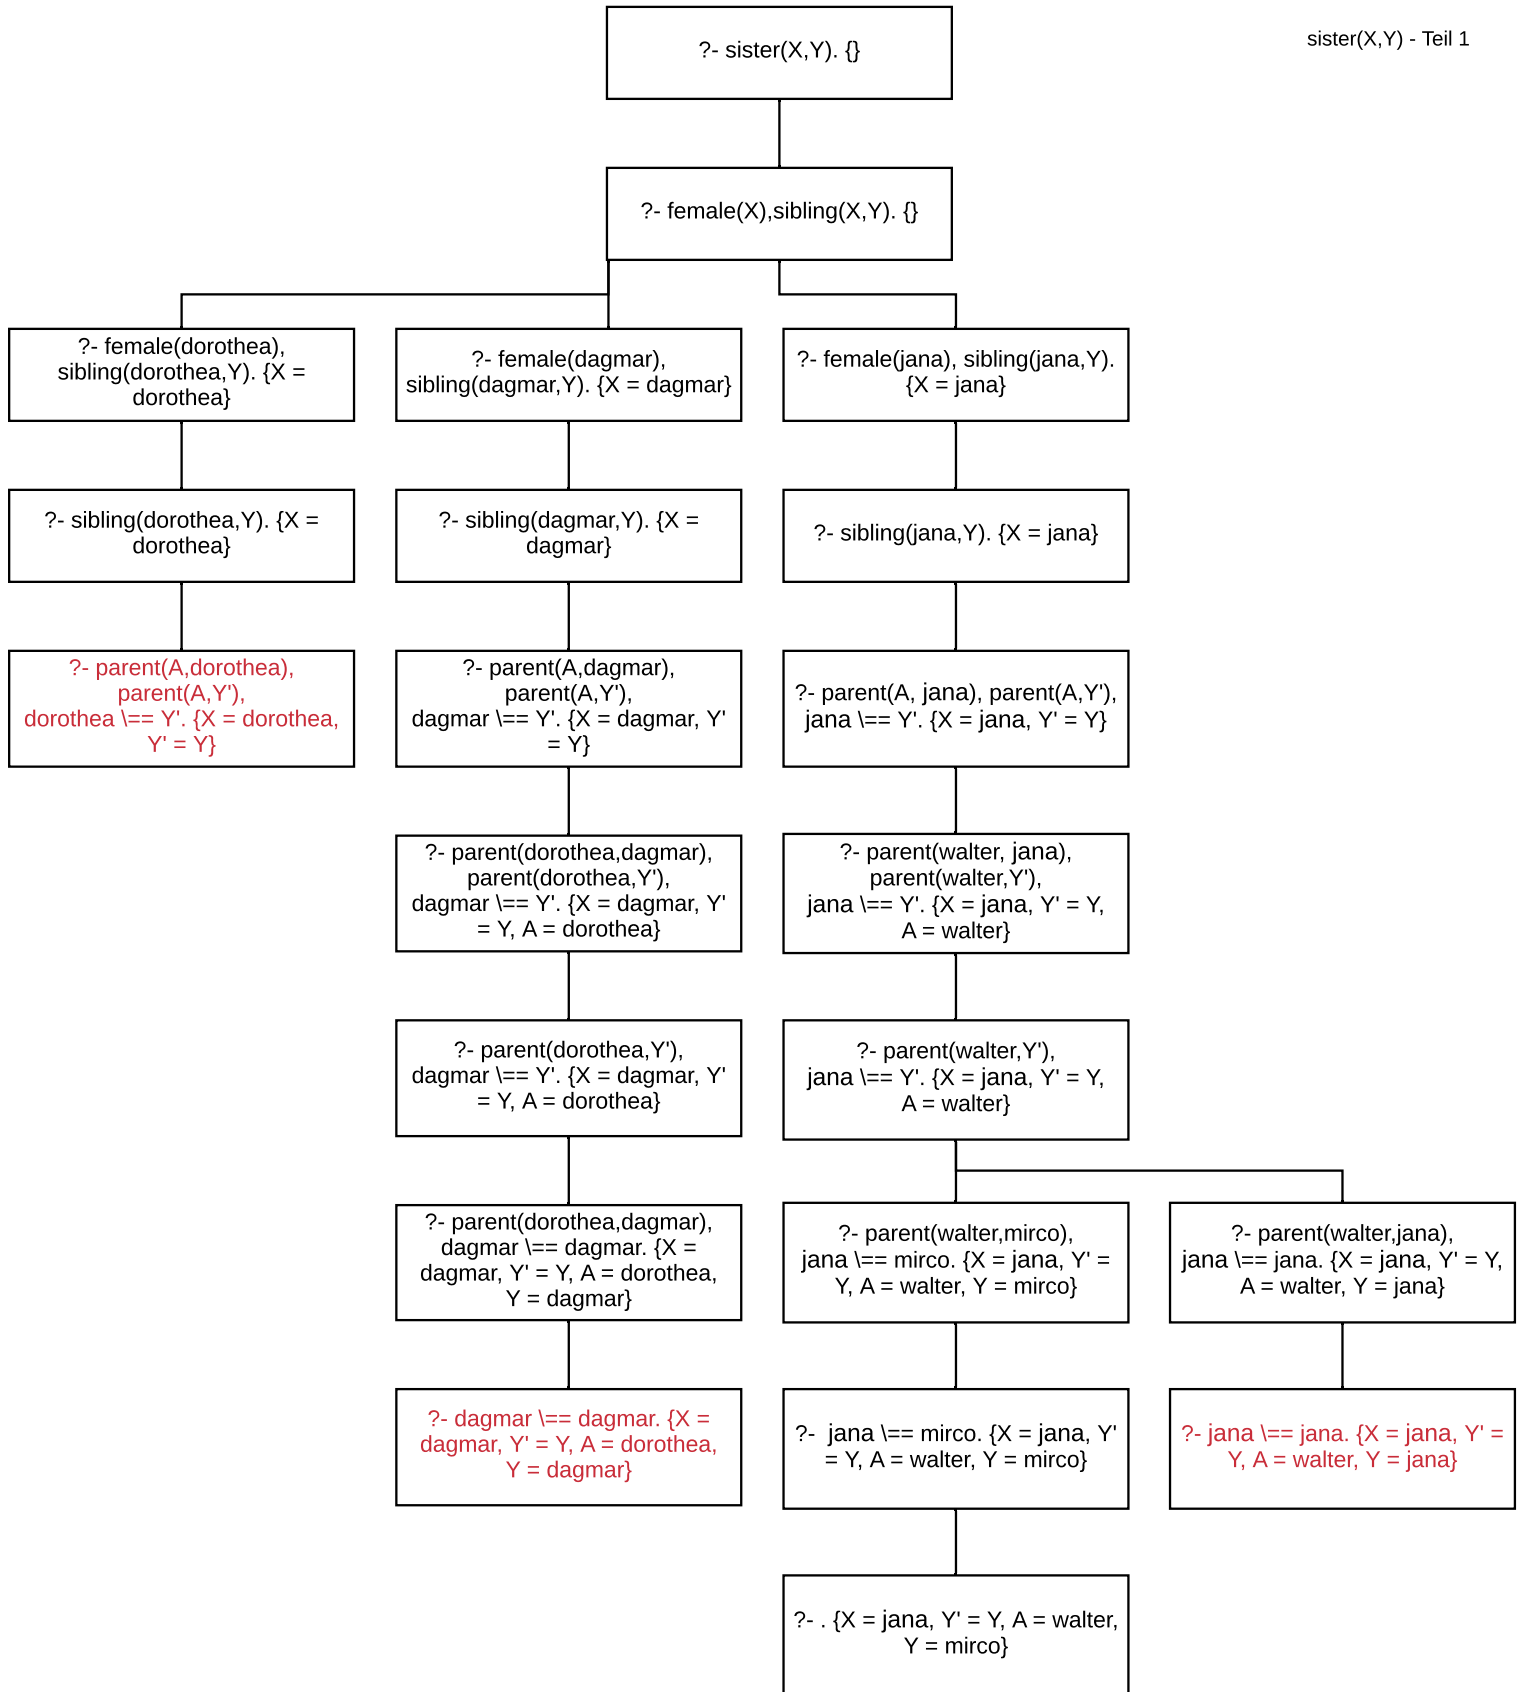 ?- sister(X,Y). {}
sister(X,Y) - Teil 1
?- female(X),sibling(X,Y). {}
?- female(dorothea),
sibling(dorothea,Y). {X =
dorothea}
?- female(dagmar),
sibling(dagmar,Y). {X = dagmar}
?- female(jana), sibling(jana,Y).
{X = jana}
?- sibling(dorothea,Y). {X =
dorothea}
?- sibling(dagmar,Y). {X =
dagmar}
?- sibling(jana,Y). {X = jana}
?- parent(A,dorothea),
parent(A,Y'),
dorothea \== Y'. {X = dorothea,
Y' = Y}
?- parent(A,dagmar),
parent(A,Y'),
dagmar \== Y'. {X = dagmar, Y'
= Y}
?- parent(A, jana), parent(A,Y'),
jana \== Y'. {X = jana, Y' = Y}
?- parent(dorothea,dagmar),
parent(dorothea,Y'),
dagmar \== Y'. {X = dagmar, Y'
= Y, A = dorothea}
?- parent(walter, jana),
parent(walter,Y'),
jana \== Y'. {X = jana, Y' = Y,
A = walter}
?- parent(dorothea,Y'),
dagmar \== Y'. {X = dagmar, Y'
= Y, A = dorothea}
?- parent(walter,Y'),
jana \== Y'. {X = jana, Y' = Y,
A = walter}
?- parent(dorothea,dagmar),
dagmar \== dagmar. {X =
dagmar, Y' = Y, A = dorothea,
Y = dagmar}
?- parent(walter,mirco),
jana \== mirco. {X = jana, Y' =
Y, A = walter, Y = mirco}
?- parent(walter,jana),
jana \== jana. {X = jana, Y' = Y,
A = walter, Y = jana}
?- dagmar \== dagmar. {X =
dagmar, Y' = Y, A = dorothea,
Y = dagmar}
?-  jana \== mirco. {X = jana, Y'
= Y, A = walter, Y = mirco}
?- jana \== jana. {X = jana, Y' =
Y, A = walter, Y = jana}
?- . {X = jana, Y' = Y, A = walter,
Y = mirco}